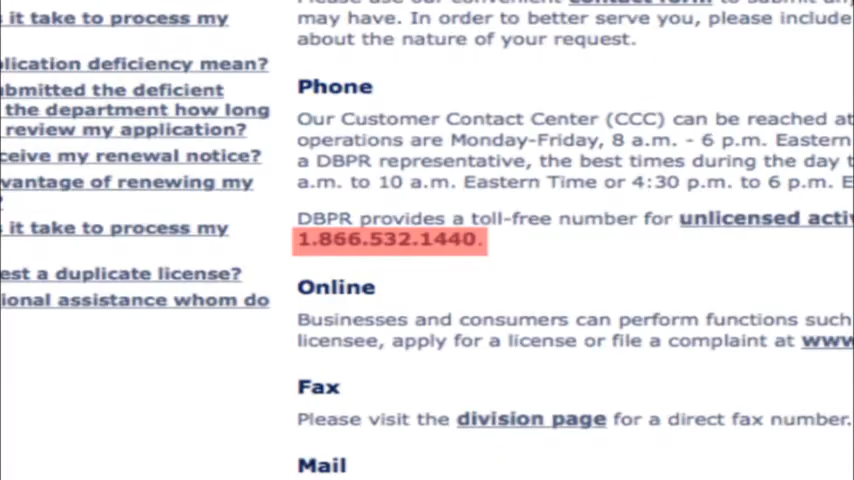 s it take to process my
plication deficiency mean?
ubmitted the deficient
the department how long
review my application?
ceive my renewal notice?
vantage of renewing my
?
s it take to process my
est a duplicate license?
ional assistance whom do
may have. In order to better serve you, please include
about the nature of your request.
Phone
Our Customer Contact Center (CCC) can be reached at
operations are Monday-Friday, 8 a.m. - 6 p.m. Eastern
a DBPR representative, the best times during the day t
a.m. to 10 a.m. Eastern Time or 4:30 p.m. to 6 p.m. E
DBPR provides a toll-free number for unlicensed activ
1.866.532.1440.
Online
Businesses and consumers can perform functions such
licensee, apply for a license or file a complaint at www
Fax
Please visit the division page for a direct fax number.
Mail